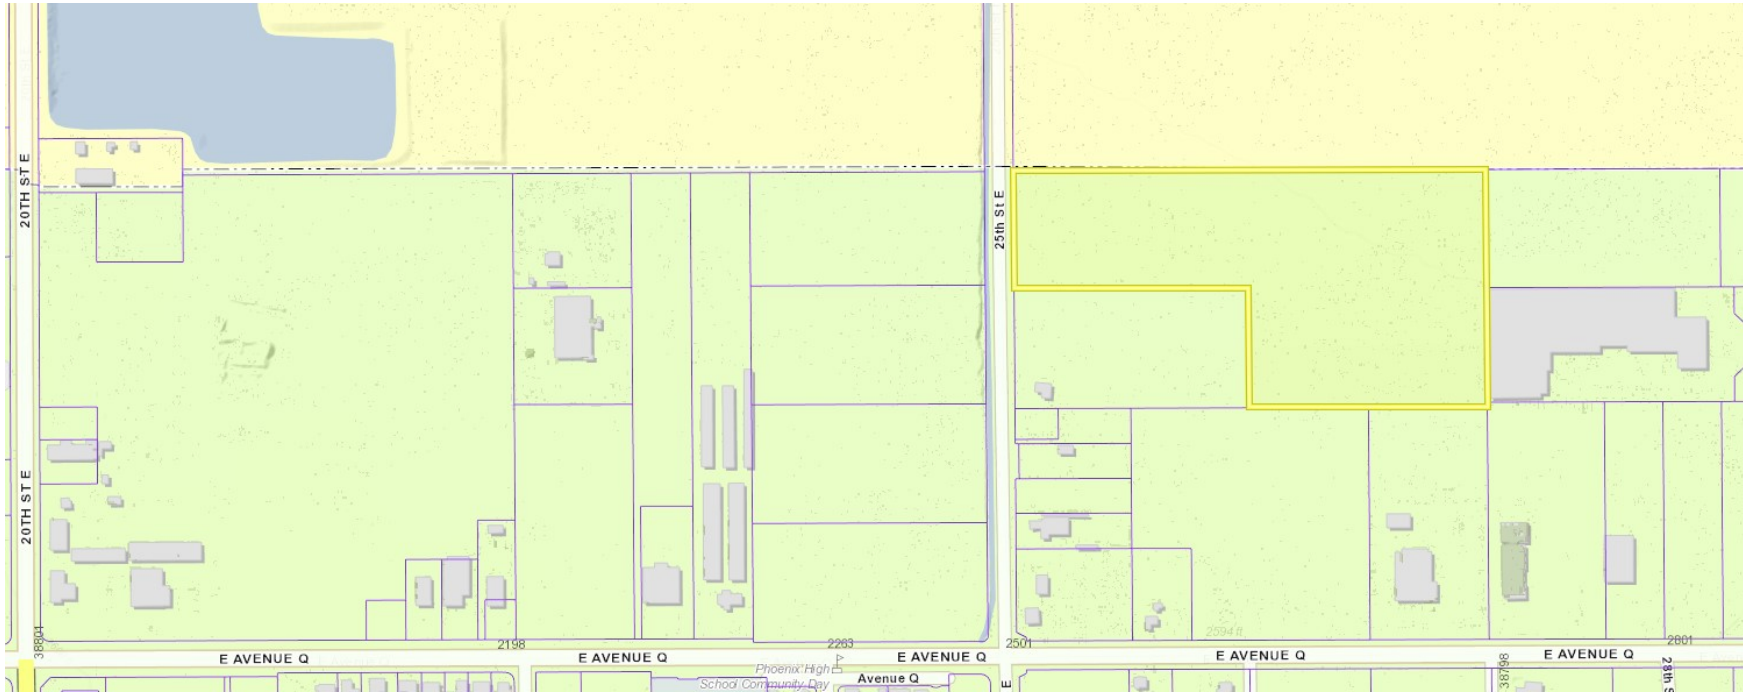 20TH ST E
25th St E
20TH ST E
38801
2198
2263
2501
2594 ft
2801
E AVENUE Q
E AVENUE Q
E AVENUE Q
E AVENUE Q
E AVENUE Q
Phoenix High
School Community Day
Avenue Q
E
38798
28th S